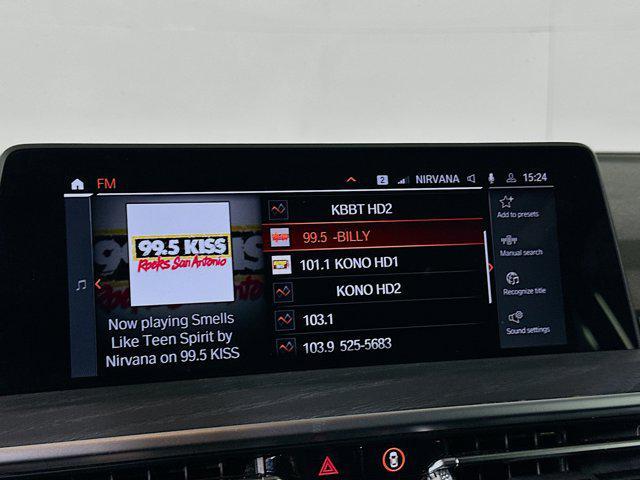 FM
2
NIRVANA
15:24
99.5 KISS
Rocks San Antonio
Now playing Smells
Like Teen Spirit by
Nirvana on 99.5 KISS
KBBT HD2
99.5 -BILLY
101.1 KONO HD1
KONO HD2
103.1
103.9 525-5683
Add to presets
Manual search
Recognize title
Sound settings